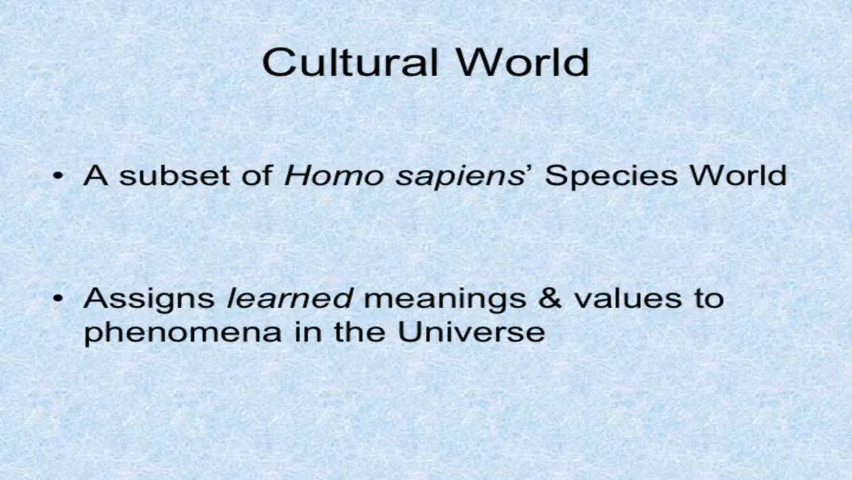 Cultural World
• A subset of Homo sapiens’ Species World
• Assigns learned meanings & values to
phenomena in the Universe